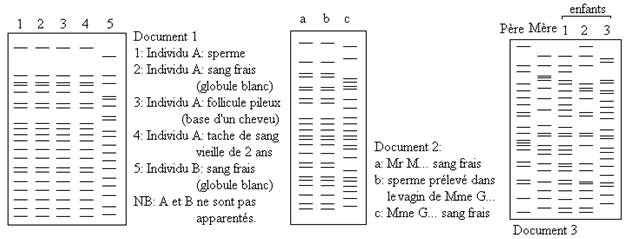 1 2 3 4 5
Document 1
1: Individu A: sperme
2: Individu A: sang frais
(globule blanc)
3: Individu A: follicule pileux
(base d'un cheveu)
4: Individu A: tache de sang
vieille de 2 ans
5: Individu B: sang frais
(globule blanc)
NB: A et B ne sont pas
apparentés.
a b c
Document 2:
a: Mr M... sang frais
b: sperme prélevé dans
le vagin de Mme G...
c: Mme G... sang frais
enfants
Père Mère 1 2 3
Document 3